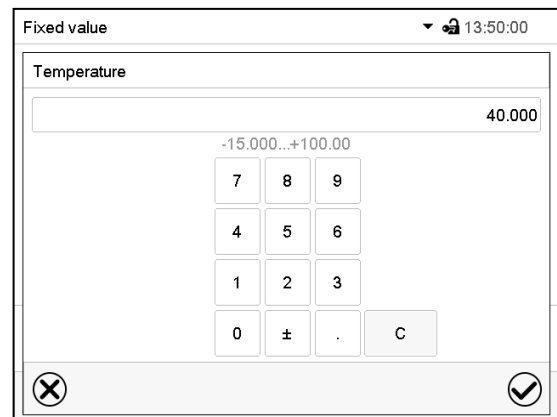 Fixed value 13:50:00
Temperature
40.000
-15.000...+100.00
7 8 9
4 5 6
1 2 3
0 ± . C